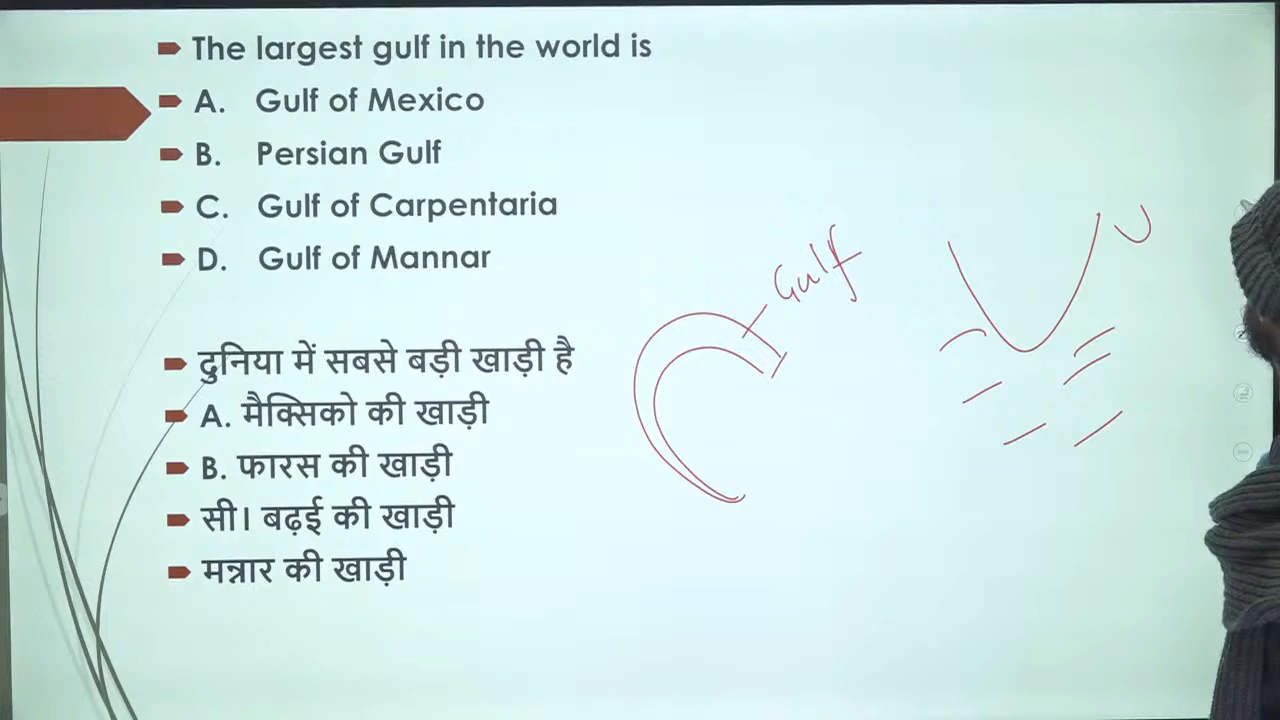 The largest gulf in the world is
A. Gulf of Mexico
B. Persian Gulf
C. Gulf of Carpentaria
D. Gulf of Mannar
दुनिया में सबसे बड़ी खाड़ी है
A. मैक्सिको की खाड़ी
B. फारस की खाड़ी
सी। बढ़ई की खाड़ी
मन्नार की खाड़ी
Gulf